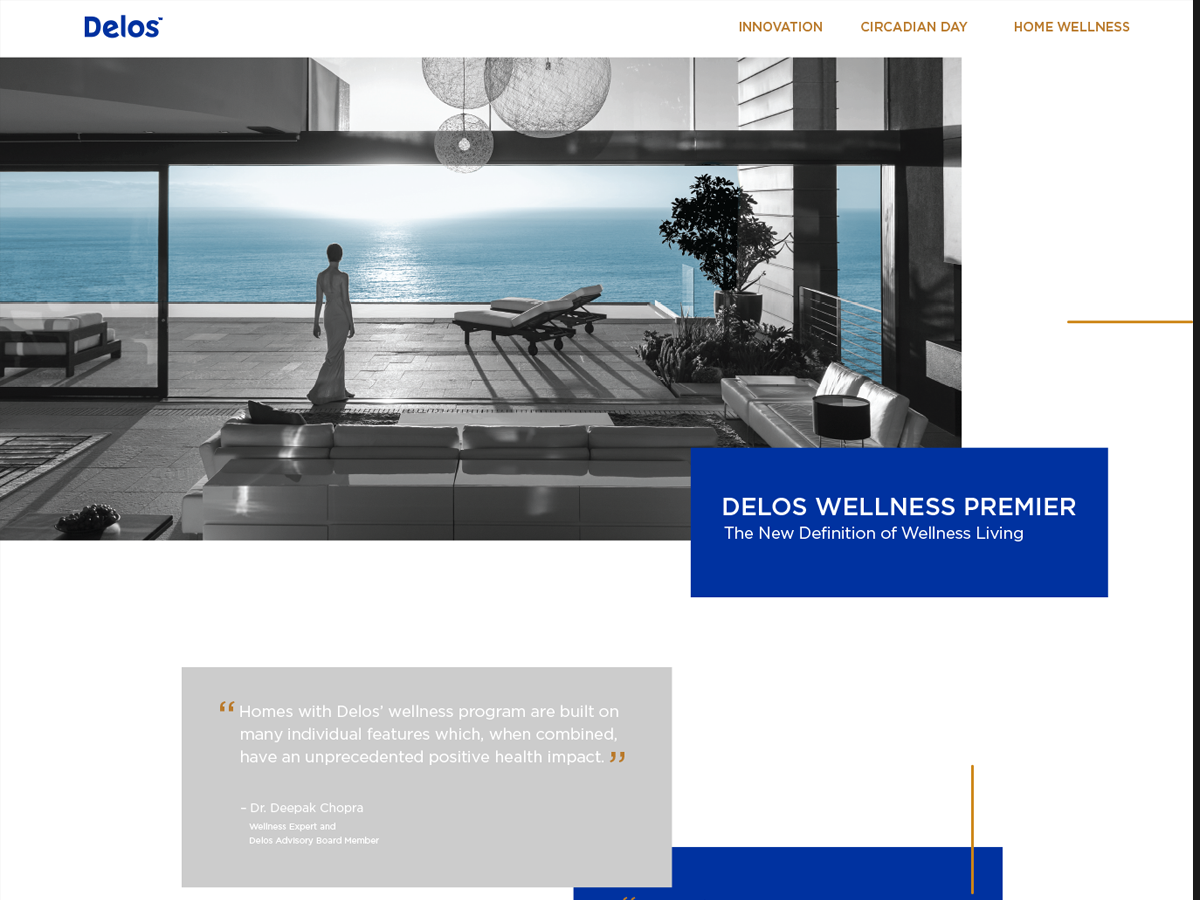 Delos™
INNOVATION
CIRCADIAN DAY
HOME WELLNESS
DELOS WELLNESS PREMIER
The New Definition of Wellness Living
“ Homes with Delos’ wellness program are built on
many individual features which, when combined,
have an unprecedented positive health impact. ”
– Dr. Deepak Chopra
Wellness Expert and
Delos Advisory Board Member